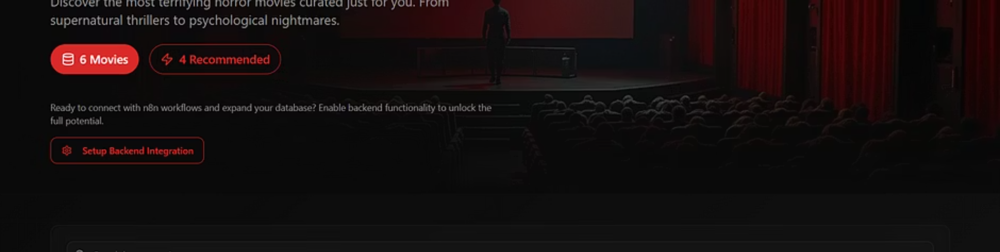 Discover the most terrifying horror movies curated just for you. From
supernatural thrillers to psychological nightmares.
6 Movies
4 Recommended
Ready to connect with n8n workflows and expand your database? Enable backend functionality to unlock the
full potential.
Setup Backend Integration